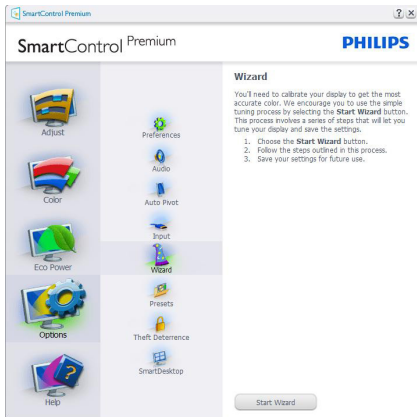 SmartControl Premium
? ×
SmartControl Premium
PHILIPS
Adjust
Color
Eco Power
Options
Help
Preferences
Audio
Auto Pivot
Input
Wizard
Presets
Theft Deterrence
SmartDesktop
Wizard
You'll need to calibrate your display to get the most
accurate color. We encourage you to use the simple
tuning process by selecting the Start Wizard button.
This process involves a series of steps that will let you
tune your display and save the settings.
1. Choose the Start Wizard button.
2. Follow the steps outlined in this process.
3. Save your settings for future use.
Start Wizard